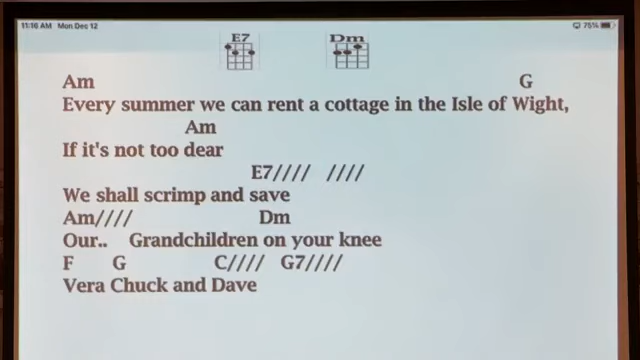 11:16 AM Mon Dec 12 75%
E7 Dm
Am G
Every summer we can rent a cottage in the Isle of Wight,
Am
If it's not too dear
E7//// ////
We shall scrimp and save
Am//// Dm
Our.. Grandchildren on your knee
F G C//// G7////
Vera Chuck and Dave